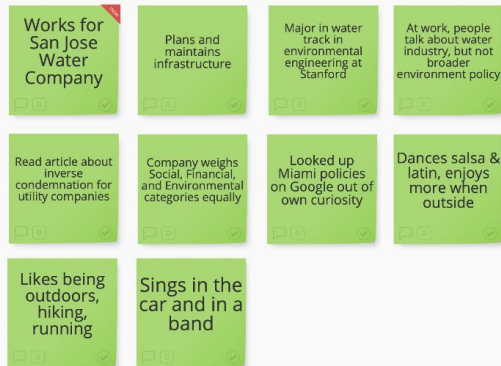 Works for
San Jose
Water
Company
new
Plans and
maintains
infrastructure
Major in water
track in
environmental
engineering at
Stanford
At work, people
talk about water
industry, but not
broader
environment policy
Read article about
inverse
condemnation for
utility companies
Company weighs
Social, Financial,
and Environmental
categories equally
Looked up
Miami policies
on Google out of
own curiosity
Dances salsa &
latin, enjoys
more when
outside
Likes being
outdoors,
hiking,
running
Sings in the
car and in a
band